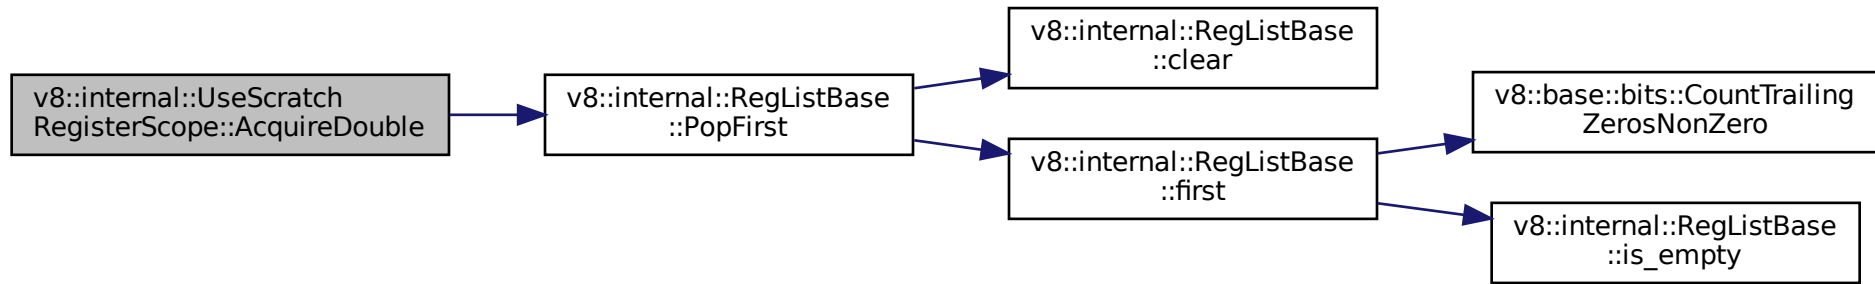 v8::internal::UseScratch
RegisterScope::AcquireDouble
v8::internal::RegListBase
::PopFirst
v8::internal::RegListBase
::clear
v8::internal::RegListBase
::first
v8::base::bits::CountTrailing
ZerosNonZero
v8::internal::RegListBase
::is_empty